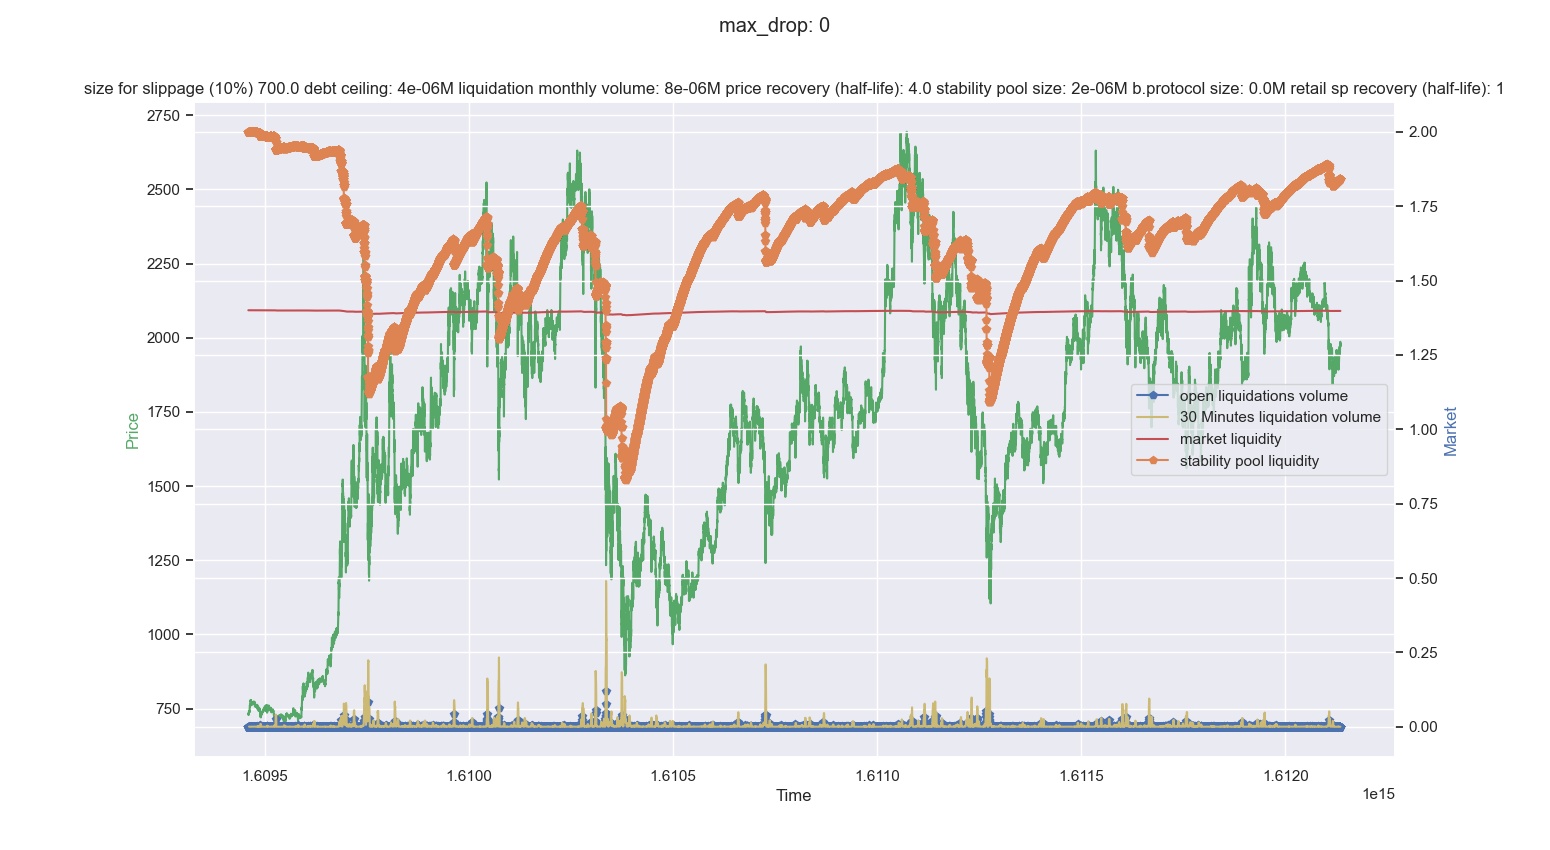 max_drop: 0
size for slippage (10%) 700.0 debt ceiling: 4e-06M liquidation monthly volume: 8e-06M price recovery (half-life): 4.0 stability pool size: 2e-06M b.protocol size: 0.0M retail sp recovery (half-life): 1
2750
2500
2250
2000
1750
1500
1250
1000
750
Price
2.00
1.75
1.50
1.25
1.00
0.75
0.50
0.25
0.00
Market
open liquidations volume
30 Minutes liquidation volume
market liquidity
stability pool liquidity
1.6095 1.6100 1.6105 1.6110 1.6115 1.6120
1e15
Time